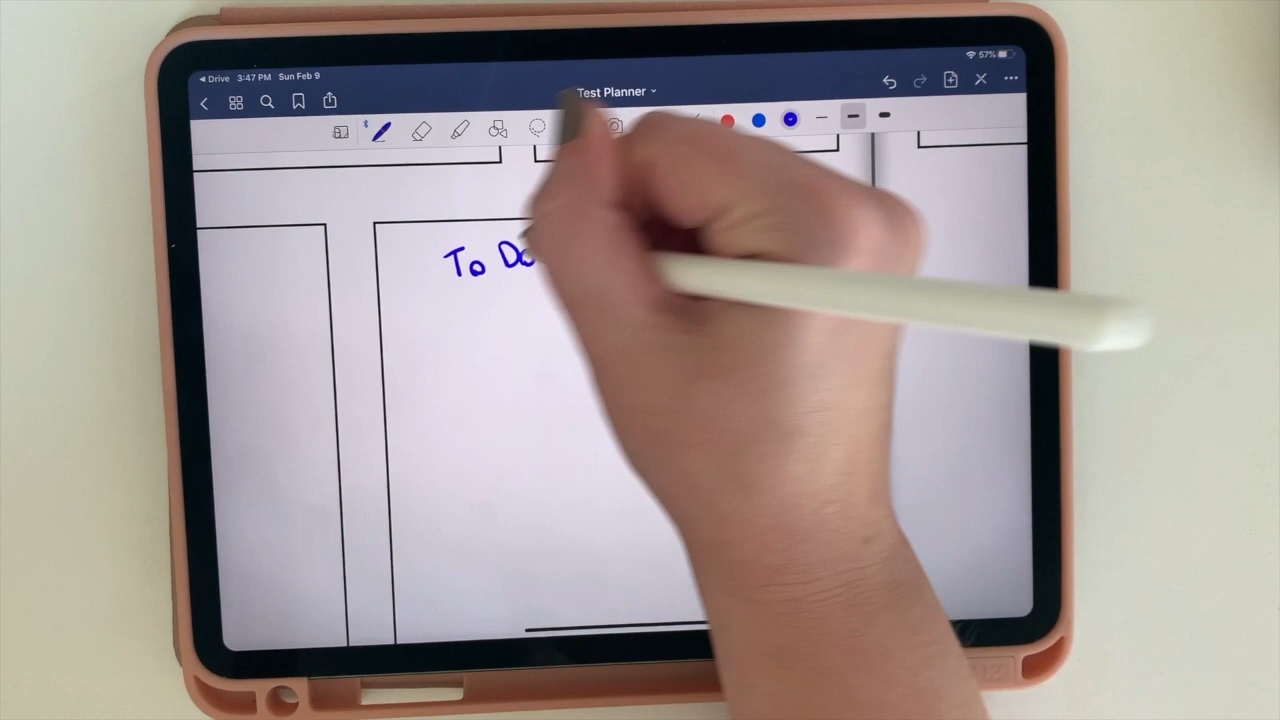 ◀ Drive 3:47 PM Sun Feb 9 57%
Test Planner
To Do